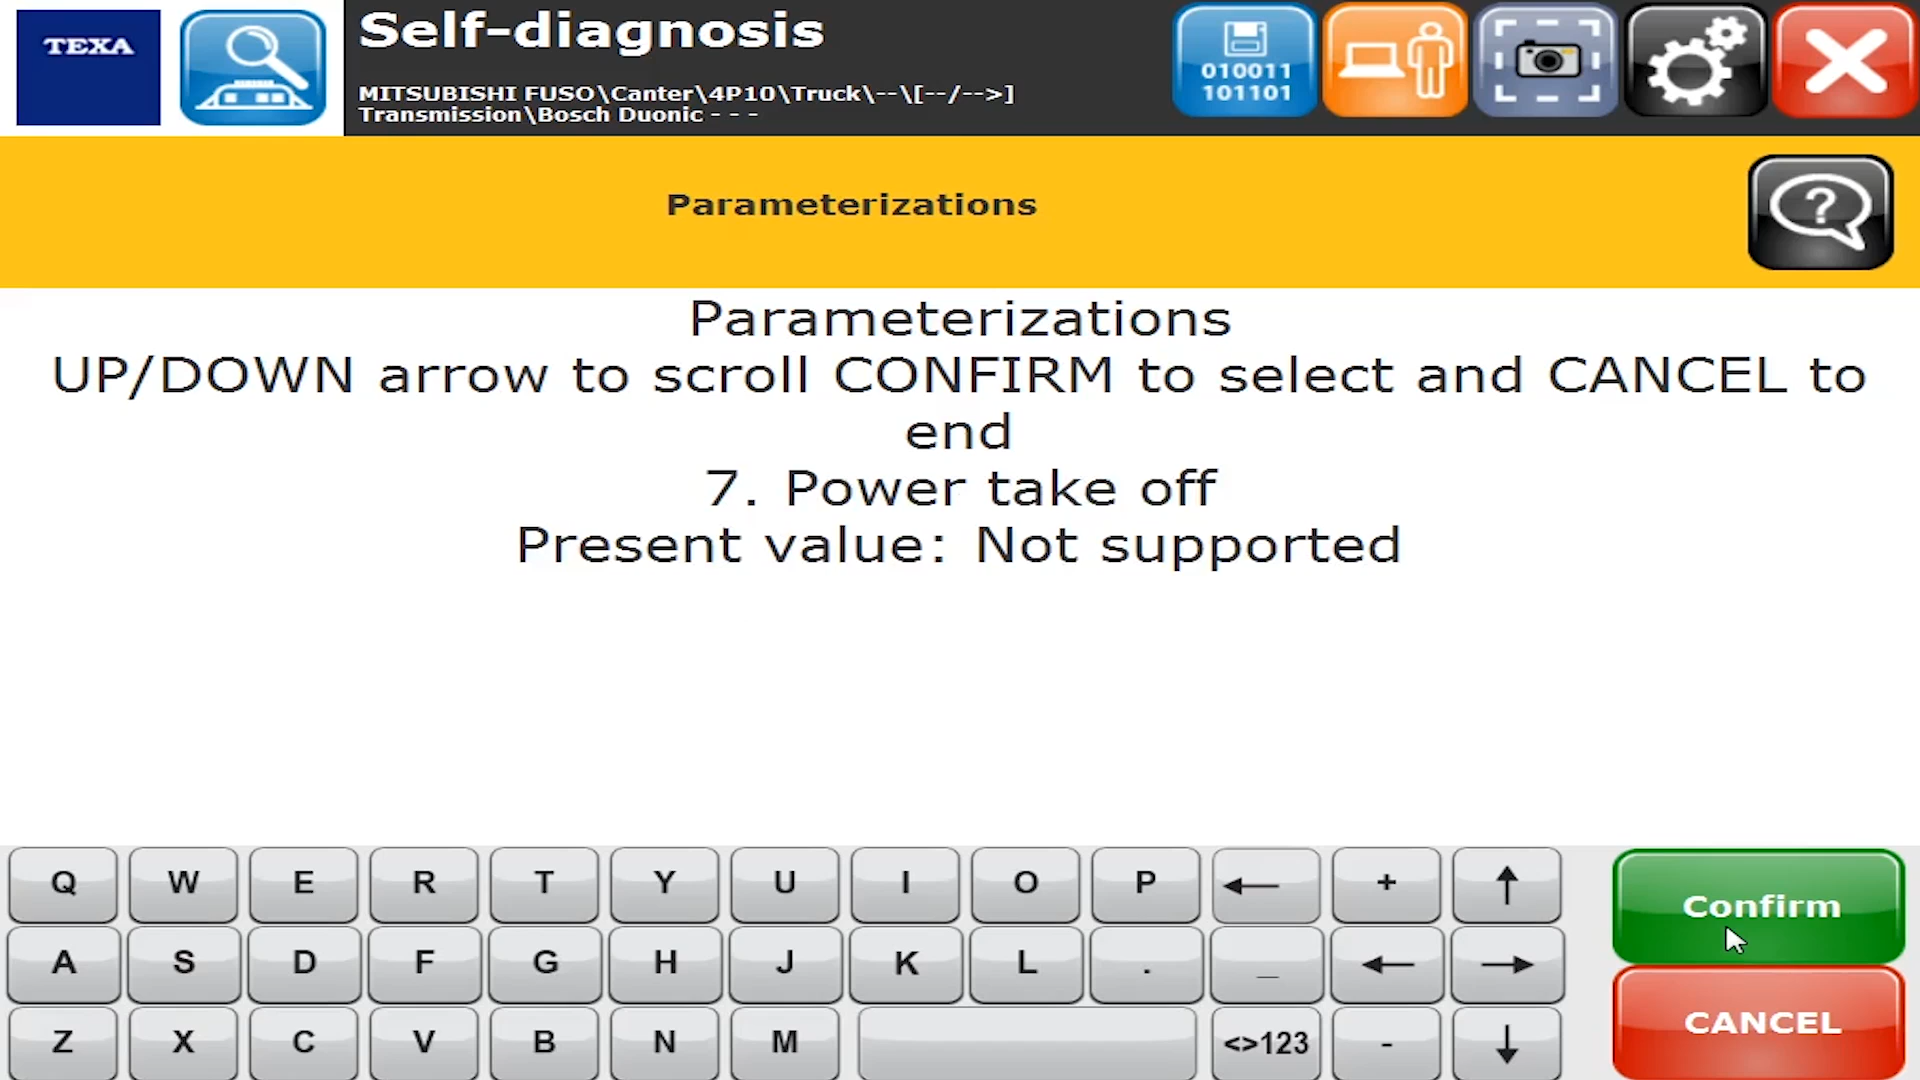 TEXA
Self-diagnosis
MITSUBISHI FUSO\Canter\4P10\Truck\--\[--/-->]
Transmission\Bosch Duonic - - -
010011
101101
Parameterizations
?
Parameterizations
UP/DOWN arrow to scroll CONFIRM to select and CANCEL to
end
7. Power take off
Present value: Not supported
Q W E R T Y U I O P ← + ↑
A S D F G H J K L . _ ← →
Z X C V B N M <>123 - ↓
Confirm
CANCEL